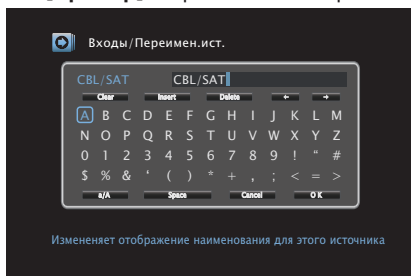 Входы/Переимен.ист.
CBL/SAT CBL/SAT
Clear Insert Delete ← →
A B C D E F G H I J K L M
N O P Q R S T U V W X Y Z
0 1 2 3 4 5 6 7 8 9 ! “ #
$ % & ‘ ( ) * + , ; < = >
a/A Space Cancel OK
Измененяет отображение наименования для этого источника